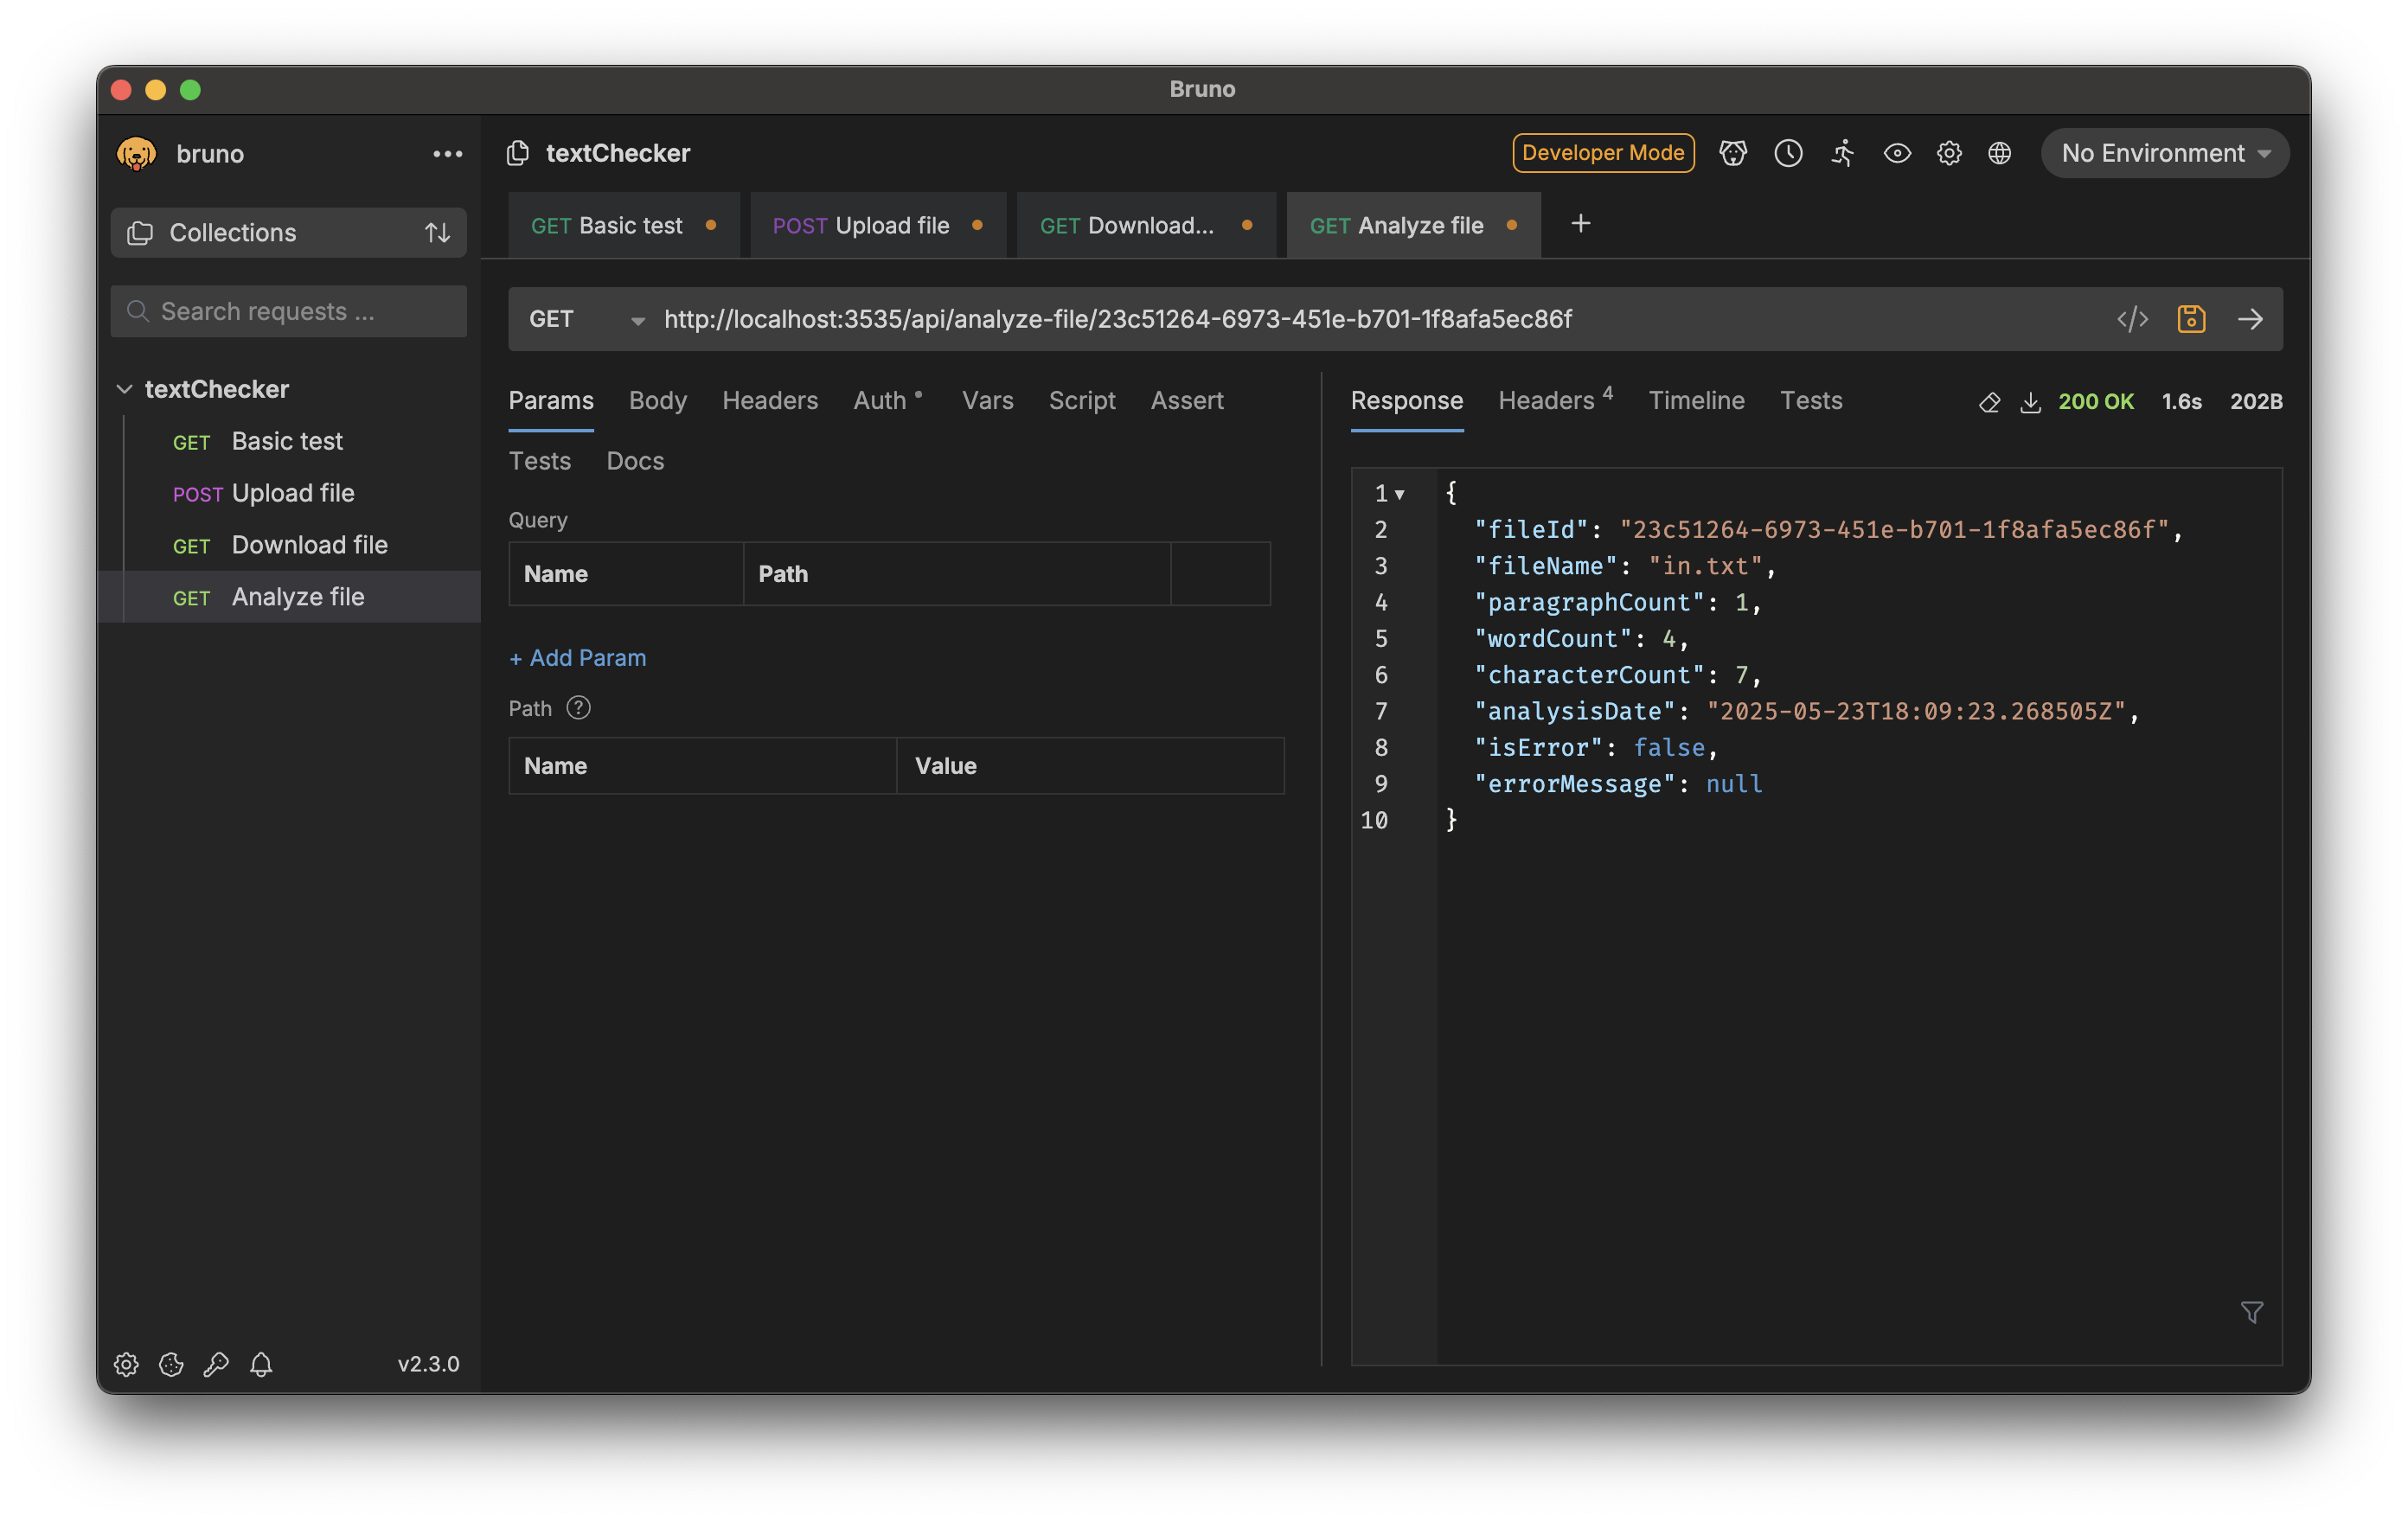 Bruno
bruno
textChecker
Developer Mode
No Environment
Collections
GET Basic test
POST Upload file
GET Download...
GET Analyze file
+
Search requests ...
GET
http://localhost:3535/api/analyze-file/23c51264-6973-451e-b701-1f8afa5ec86f
</>
textChecker
GET Basic test
POST Upload file
GET Download file
GET Analyze file
Params Body Headers Auth Vars Script Assert
Tests Docs
Query
Name Path
+ Add Param
Path ?
Name Value
Response Headers 4 Timeline Tests
200 OK 1.6s 202B
1 {
2 "fileId": "23c51264-6973-451e-b701-1f8afa5ec86f",
3 "fileName": "in.txt",
4 "paragraphCount": 1,
5 "wordCount": 4,
6 "characterCount": 7,
7 "analysisDate": "2025-05-23T18:09:23.268505Z",
8 "isError": false,
9 "errorMessage": null
10 }
v2.3.0